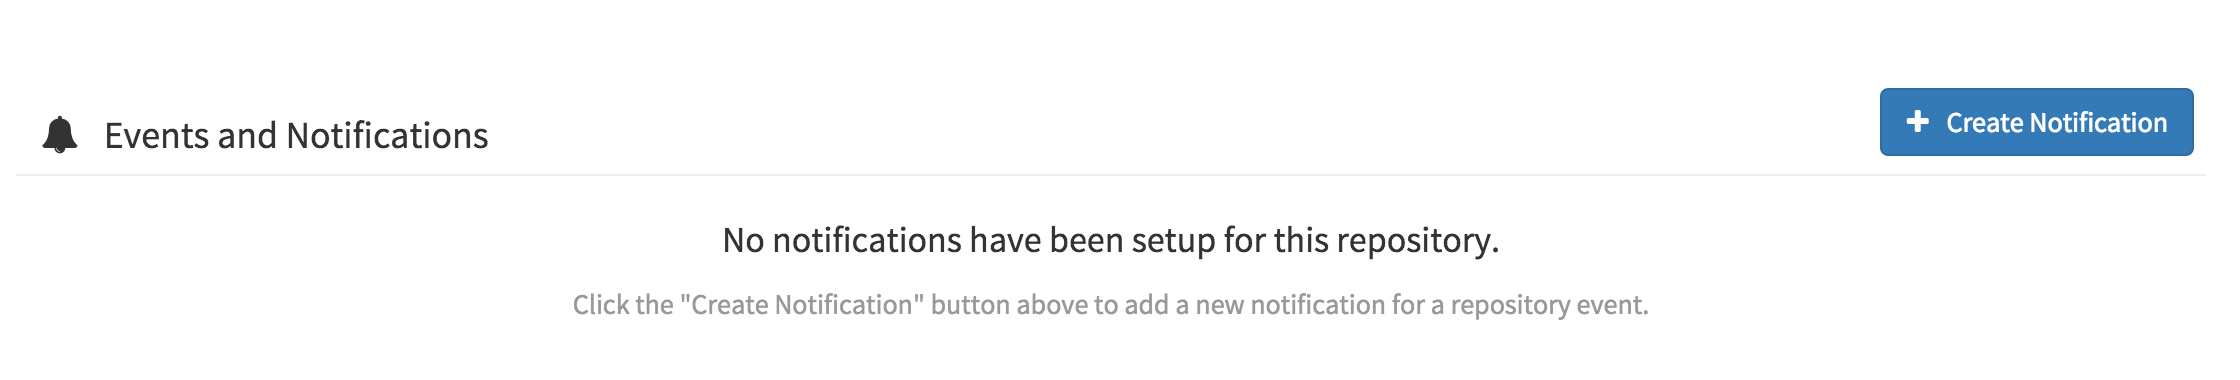 Events and Notifications
Create Notification
No notifications have been setup for this repository.
Click the "Create Notification" button above to add a new notification for a repository event.